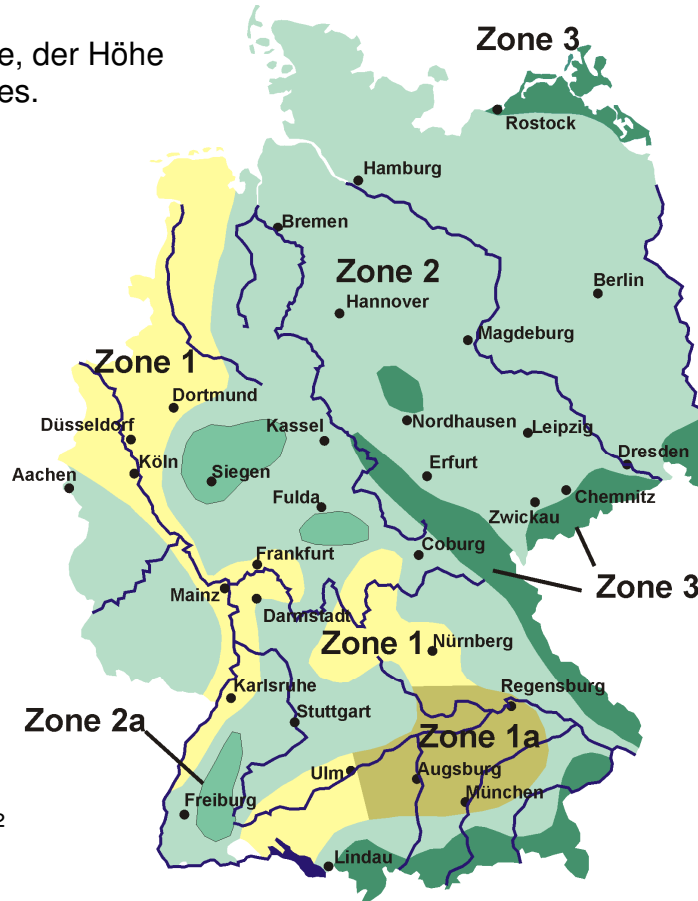 e, der Höhe
es.
Zone 3
Rostock
Hamburg
Bremen
Zone 2
Berlin
Hannover
Magdeburg
Zone 1
Dortmund
Düsseldorf
Kassel
Nordhausen
Leipzig
Köln
Aachen
Siegen
Erfurt
Dresden
Fulda
Chemnitz
Zwickau
Coburg
Frankfurt
Zone 3
Mainz
Darmstadt
Zone 1
Nürnberg
Karlsruhe
Regensburg
Stuttgart
Zone 2a
Zone 1a
Ulm
Augsburg
München
Freiburg
2
Lindau